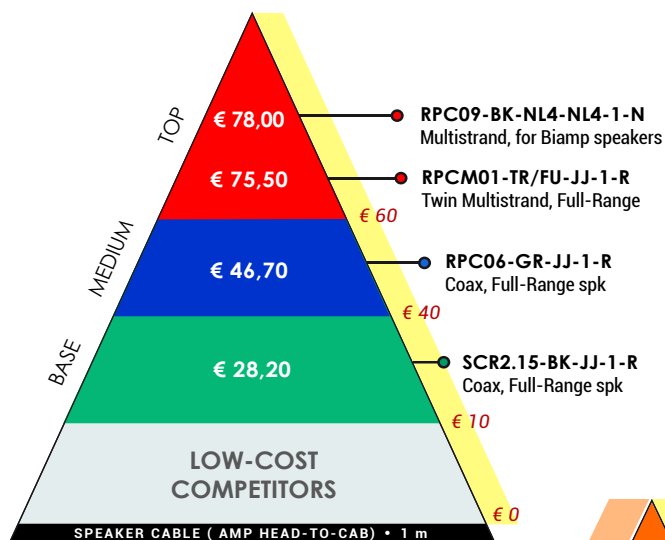 TOP
€ 78,00
RPC09-BK-NL4-NL4-1-N
Multistrand, for Biamp speakers
€ 75,50
RPCM01-TR/FU-JJ-1-R
Twin Multistrand, Full-Range
€ 60
MEDIUM
€ 46,70
RPC06-GR-JJ-1-R
Coax, Full-Range spk
€ 40
BASE
€ 28,20
SCR2.15-BK-JJ-1-R
Coax, Full-Range spk
€ 10
LOW-COST
COMPETITORS
€ 0
SPEAKER CABLE ( AMP HEAD-TO-CAB) • 1 m